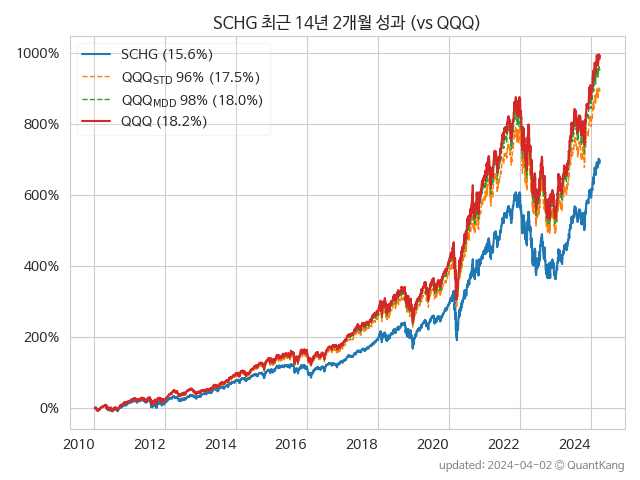 SCHG 최근 14년 2개월 성과 (vs QQQ)
SCHG (15.6%)
QQQSTD 96% (17.5%)
QQQMDD 98% (18.0%)
QQQ (18.2%)
1000%
800%
600%
400%
200%
0%
2010 2012 2014 2016 2018 2020 2022 2024
updated: 2024-04-02 © QuantKang